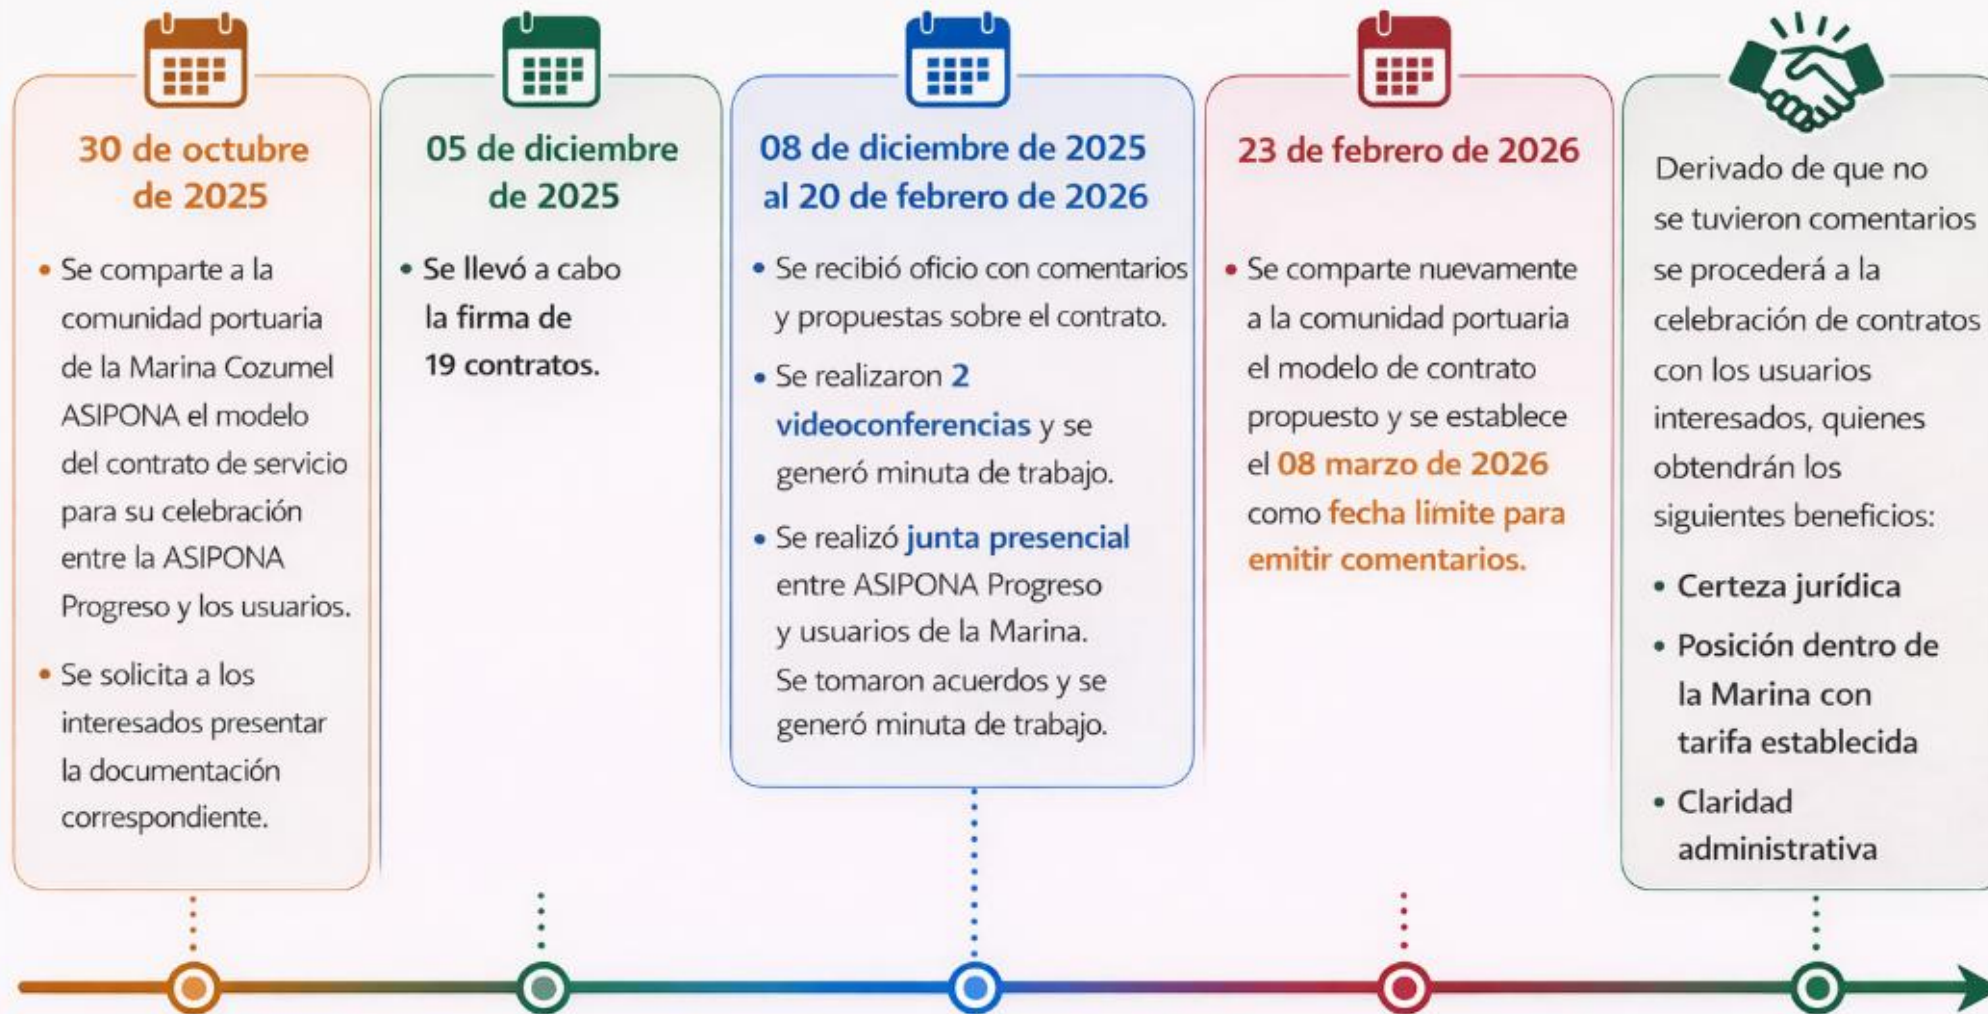 30 de octubre
de 2025
• Se comparte a la
comunidad portuaria
de la Marina Cozumel
ASIPONA el modelo
del contrato de servicio
para su celebración
entre la ASIPONA
Progreso y los usuarios.
• Se solicita a los
interesados presentar
la documentación
correspondiente.
05 de diciembre
de 2025
• Se llevó a cabo
la firma de
19 contratos.
08 de diciembre de 2025
al 20 de febrero de 2026
• Se recibió oficio con comentarios
y propuestas sobre el contrato.
• Se realizaron 2
videoconferencias y se
generó minuta de trabajo.
• Se realizó junta presencial
entre ASIPONA Progreso
y usuarios de la Marina.
Se tomaron acuerdos y se
generó minuta de trabajo.
23 de febrero de 2026
• Se comparte nuevamente
a la comunidad portuaria
el modelo de contrato
propuesto y se establece
el 08 marzo de 2026
como fecha límite para
emitir comentarios.
Derivado de que no
se tuvieron comentarios
se procederá a la
celebración de contratos
con los usuarios
interesados, quienes
obtendrán los
siguientes beneficios:
• Certeza jurídica
• Posición dentro de
la Marina con
tarifa establecida
• Claridad
administrativa